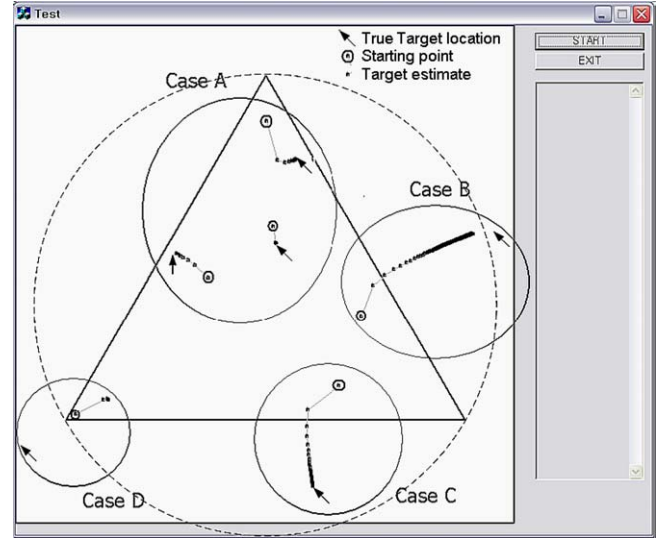 Test
True Target location
Starting point
Target estimate
START
EXIT
Case A
Case B
Case C
Case D